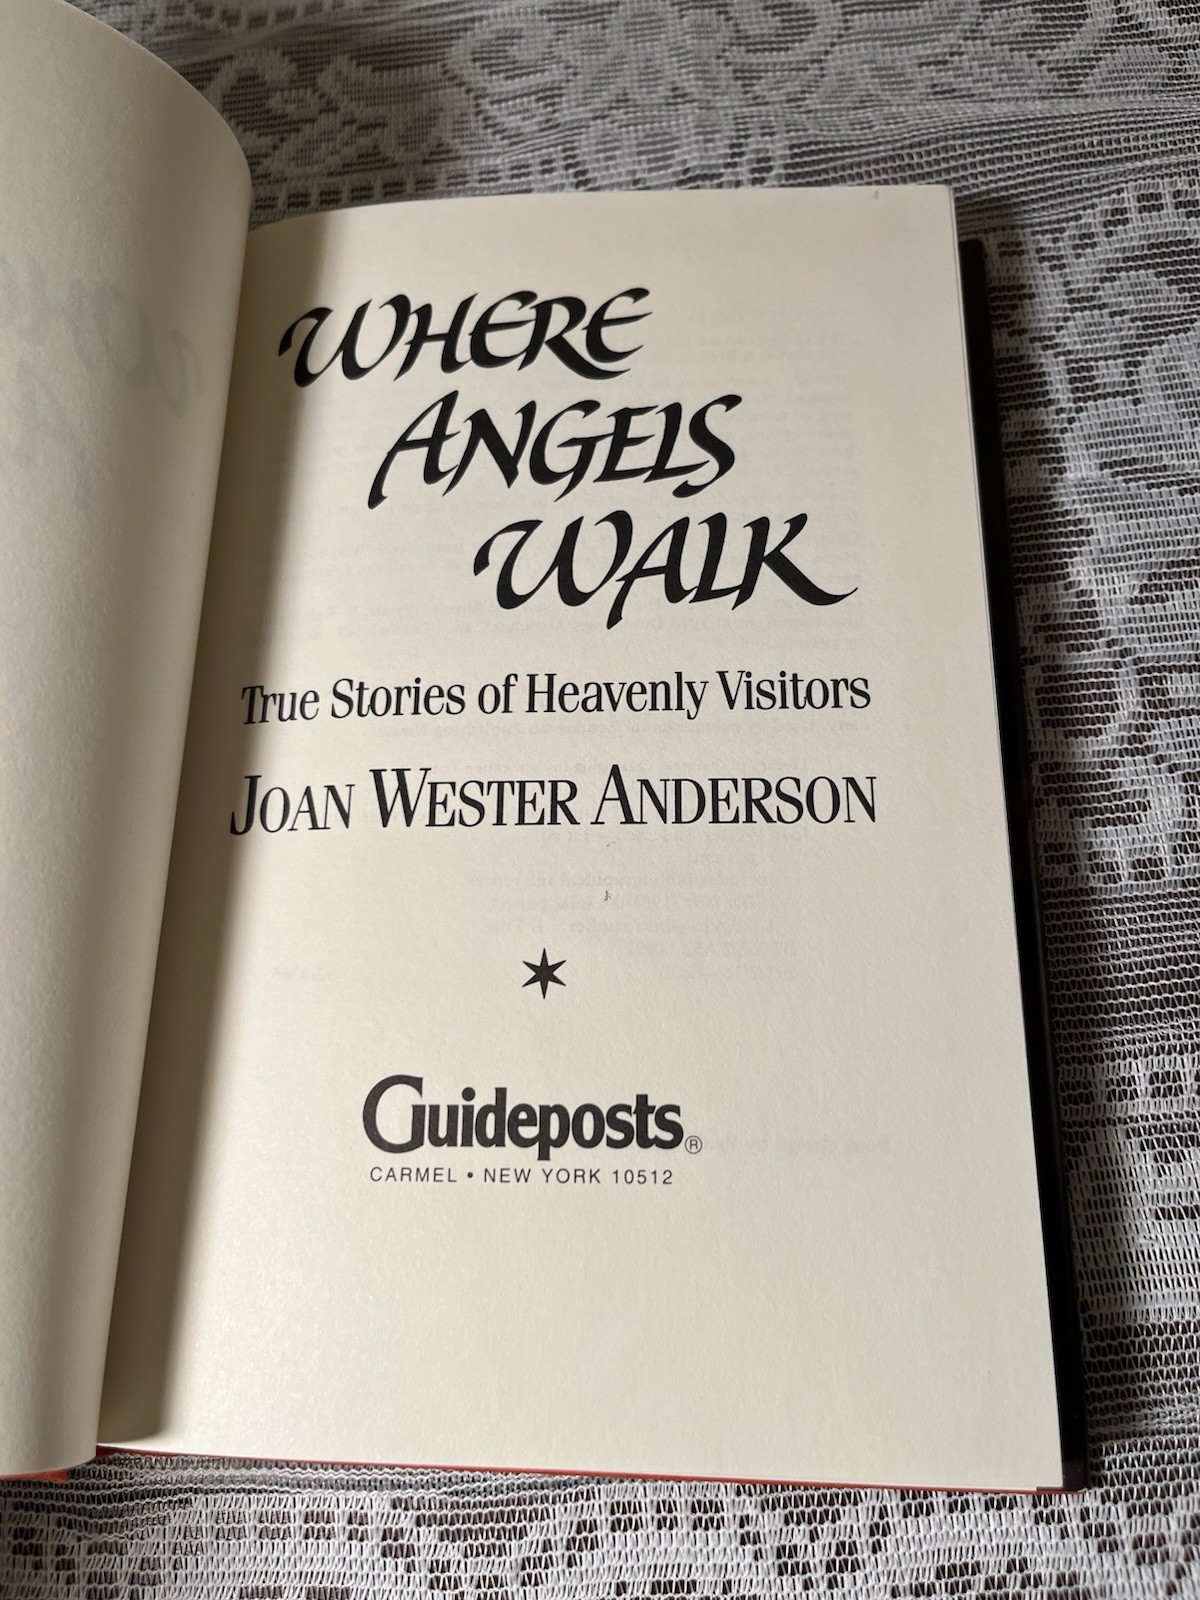 WHERE
ANGELS
WALK
True Stories of Heavenly Visitors
JOAN WESTER ANDERSON
Guideposts®
CARMEL • NEW YORK 10512